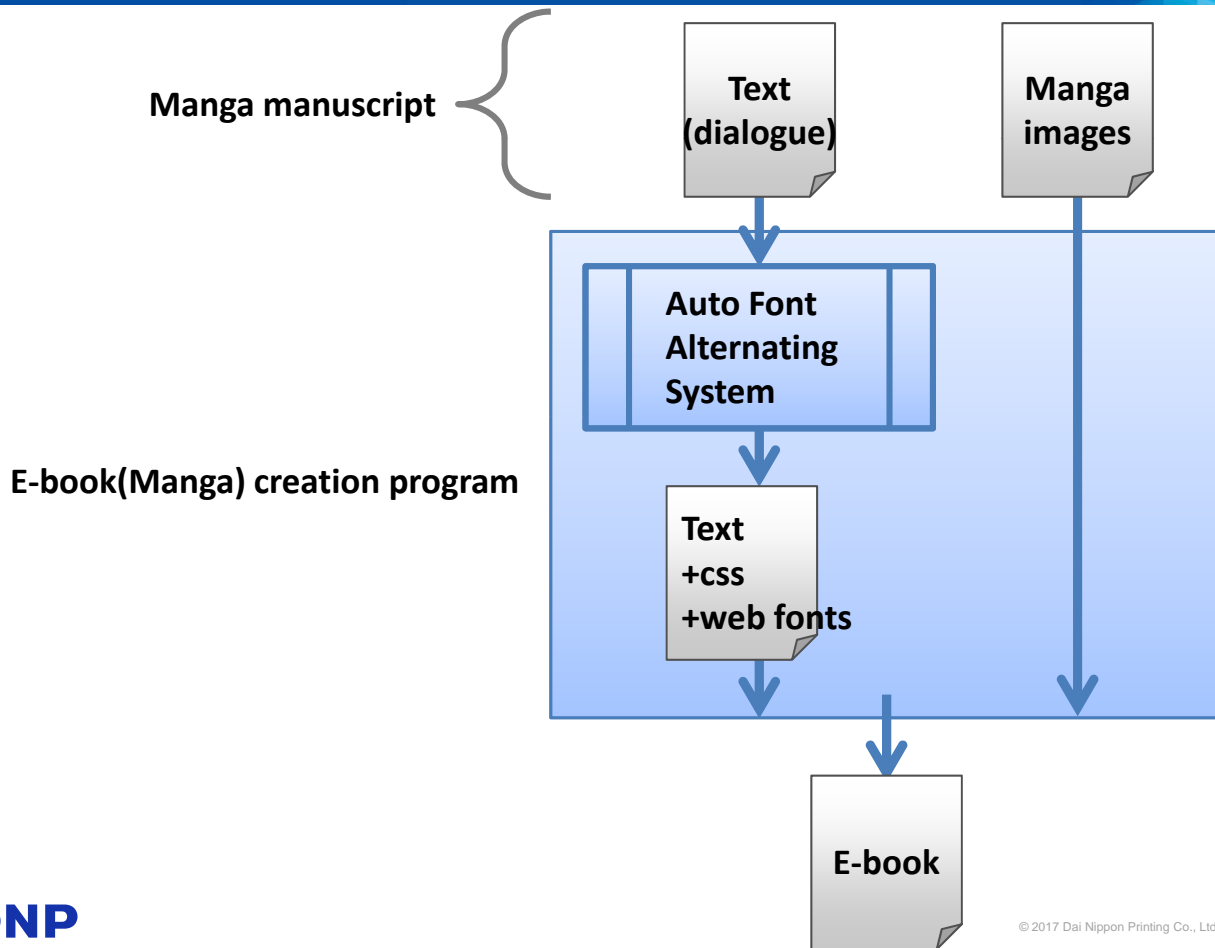 Manga manuscript
Text
(dialogue)
Manga
images
Auto Font
Alternating
System
E-book(Manga) creation program
Text
+css
+web fonts
E-book
NP
© 2017 Dai Nippon Printing Co., Ltd